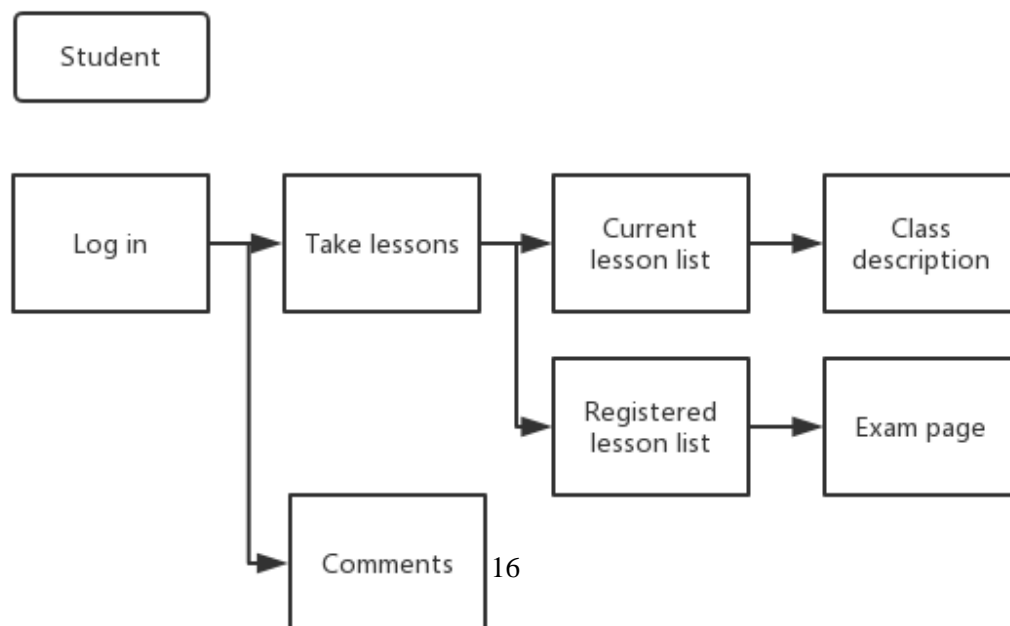 Student
Log in
Take lessons
Current
lesson list
Class
description
Registered
lesson list
Exam page
Comments
16